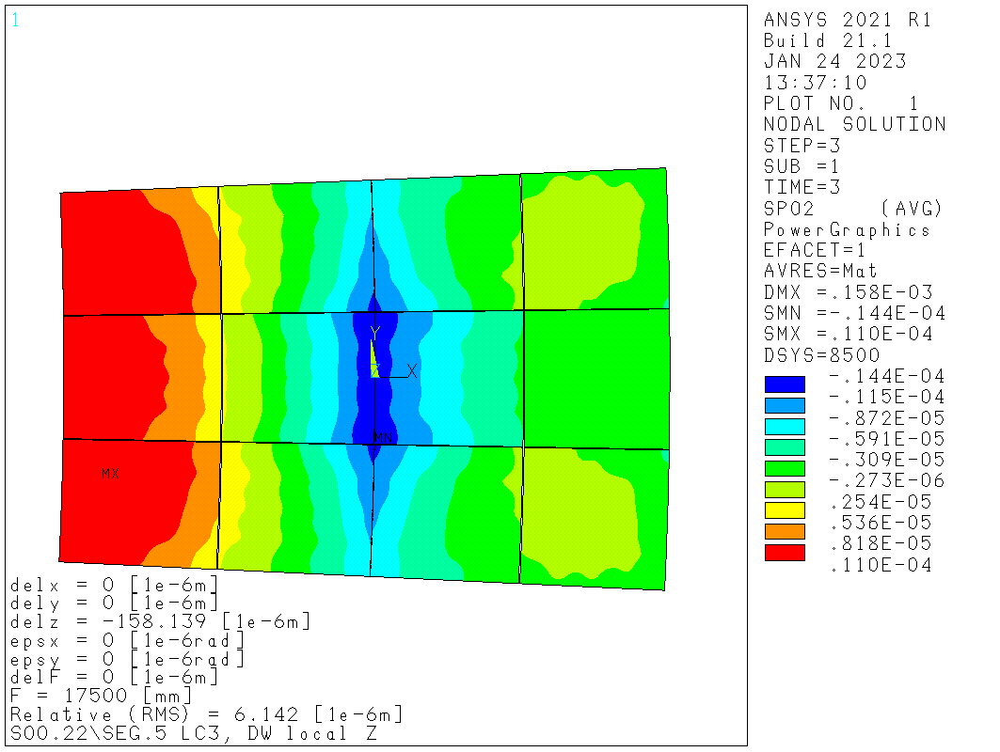 1
ANSYS 2021 R1
Build 21.1
JAN 24 2023
13:37:10
PLOT NO. 1
NODAL SOLUTION
STEP=3
SUB =1
TIME=3
SPO2 (AVG)
PowerGraphics
EFACET=1
AVRES=Mat
DMX =.158E-03
SMN =-.144E-04
SMX =.110E-04
DSYS=8500
-.144E-04
-.115E-04
-.872E-05
-.591E-05
-.309E-05
-.273E-06
.254E-05
.536E-05
.818E-05
.110E-04
Y
X
MN
MX
delx = 0 [1e-6m]
dely = 0 [1e-6m]
delz = -158.139 [1e-6m]
epsx = 0 [1e-6rad]
epsy = 0 [1e-6rad]
delF = 0 [1e-6m]
F = 17500 [mm]
Relative (RMS) = 6.142 [1e-6m]
S00.22\SEG.5 LC3, DW local Z